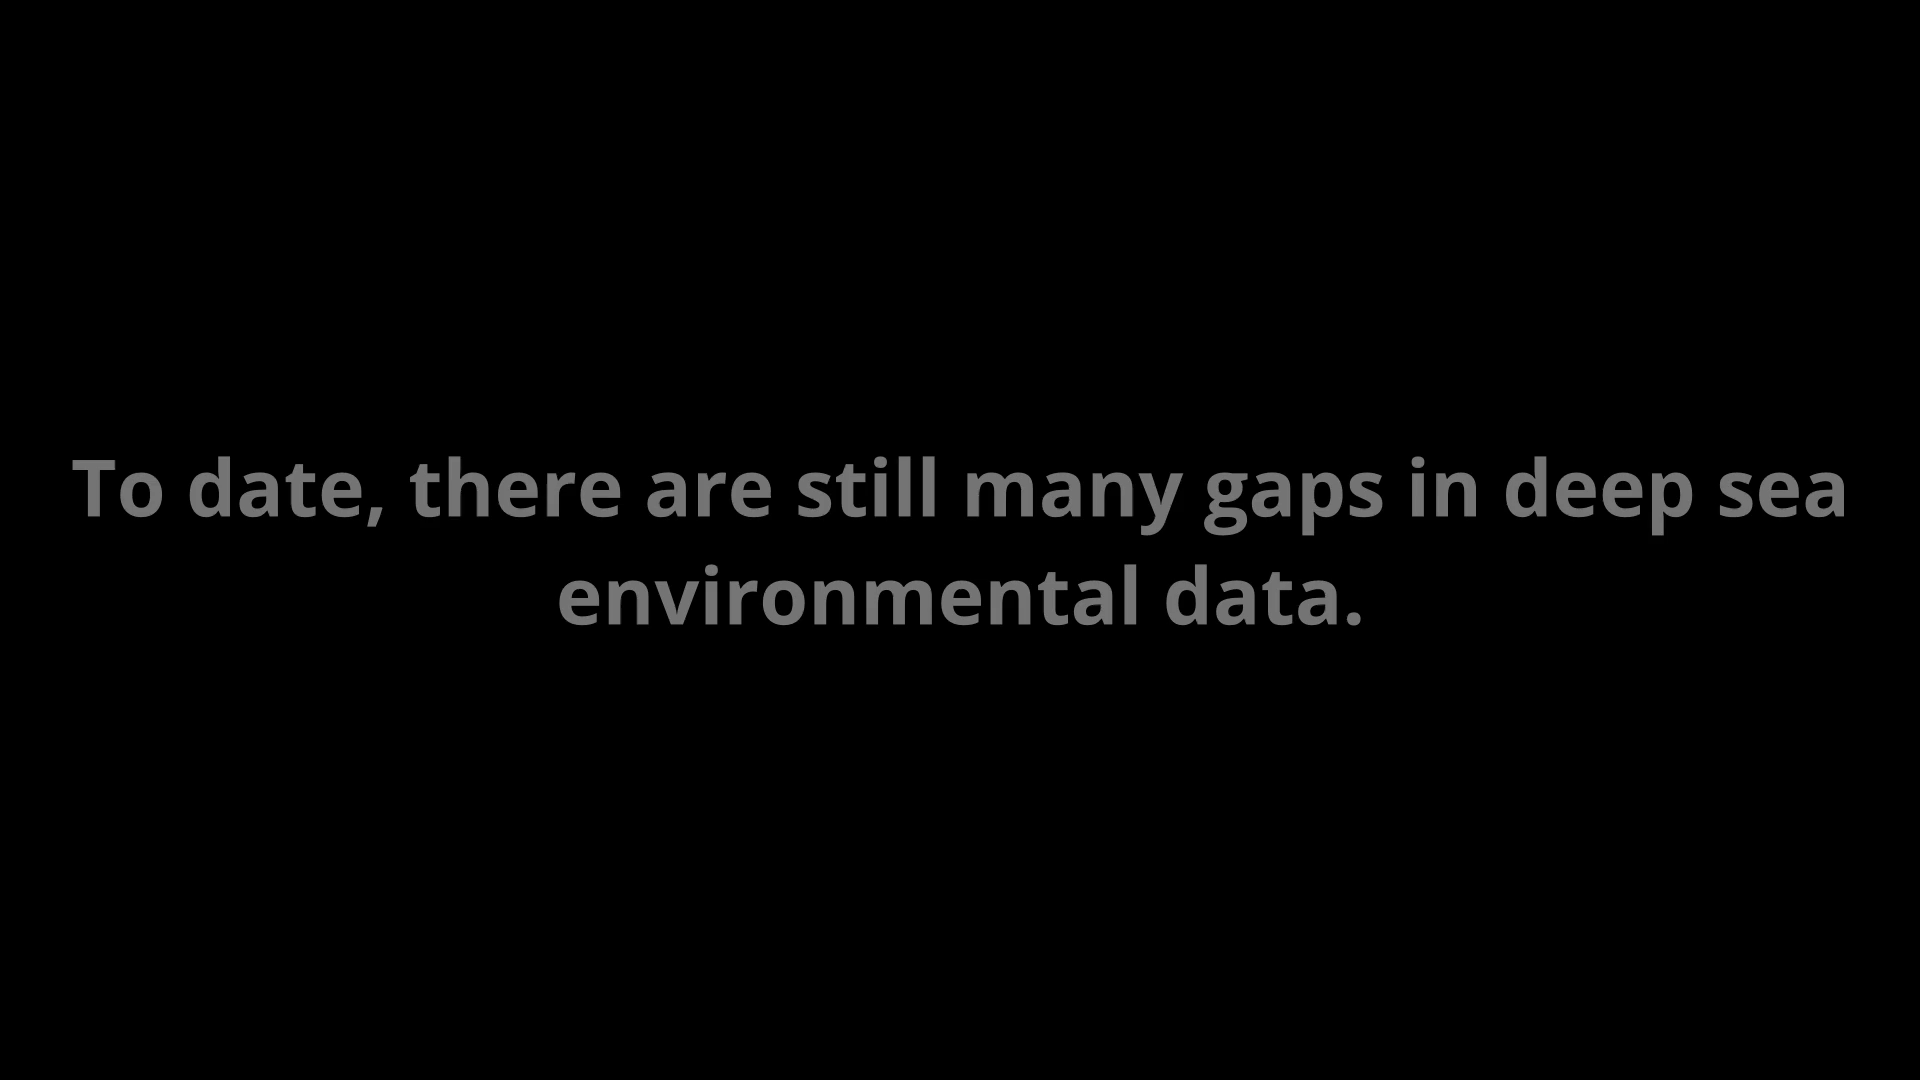 To date, there are still many gaps in deep sea
environmental data.